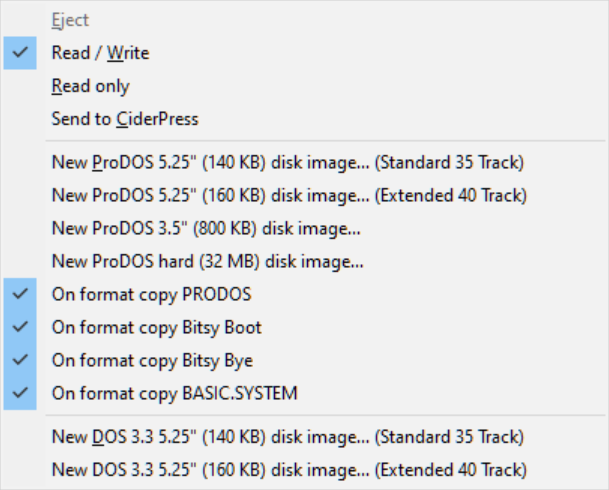 Eject
Read / Write
Read only
Send to CiderPress
New ProDOS 5.25" (140 KB) disk image... (Standard 35 Track)
New ProDOS 5.25" (160 KB) disk image... (Extended 40 Track)
New ProDOS 3.5" (800 KB) disk image...
New ProDOS hard (32 MB) disk image...
On format copy PRODOS
On format copy Bitsy Boot
On format copy Bitsy Bye
On format copy BASIC.SYSTEM
New DOS 3.3 5.25" (140 KB) disk image... (Standard 35 Track)
New DOS 3.3 5.25" (160 KB) disk image... (Extended 40 Track)